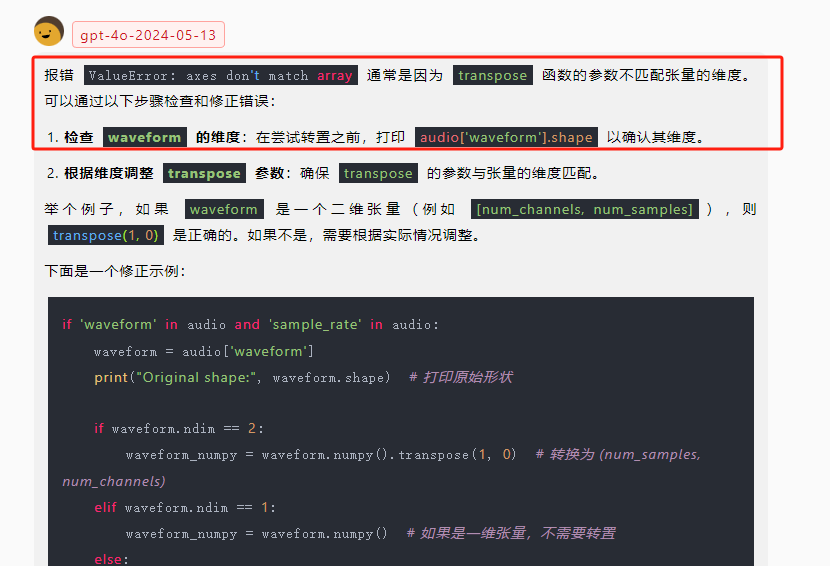 gpt-4o-2024-05-13
报错 ValueError: axes don't match array 通常是因为 transpose 函数的参数不匹配张量的维度。
可以通过以下步骤检查和修正错误：
1. 检查 waveform 的维度：在尝试转置之前，打印 audio['waveform'].shape 以确认其维度。
2. 根据维度调整 transpose 参数：确保 transpose 的参数与张量的维度匹配。
举个例子，如果 waveform 是一个二维张量（例如 [num_channels, num_samples] ），则
transpose(1, 0) 是正确的。如果不是，需要根据实际情况调整。
下面是一个修正示例：
if 'waveform' in audio and 'sample_rate' in audio:
waveform = audio['waveform']
print("Original shape:", waveform.shape) # 打印原始形状
if waveform.ndim == 2:
waveform_numpy = waveform.numpy().transpose(1, 0) # 转换为 (num_samples,
num_channels)
elif waveform.ndim == 1:
waveform_numpy = waveform.numpy() # 如果是一维张量，不需要转置
else: